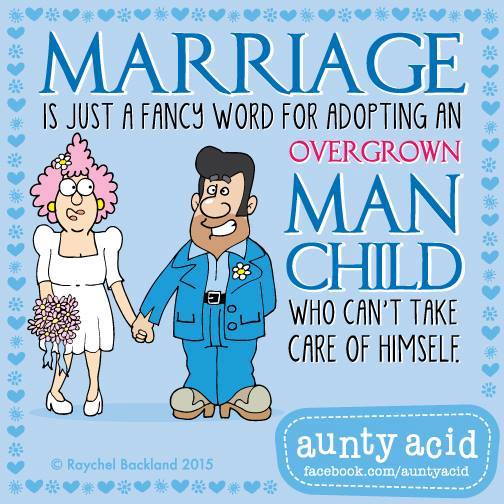 MARRIAGE
IS JUST A FANCY WORD FOR ADOPTING AN
OVERGROWN
MAN
CHILD
WHO CAN'T TAKE
CARE OF HIMSELF.
aunty acid
facebook.com/auntyacid
© Raychel Backland 2015